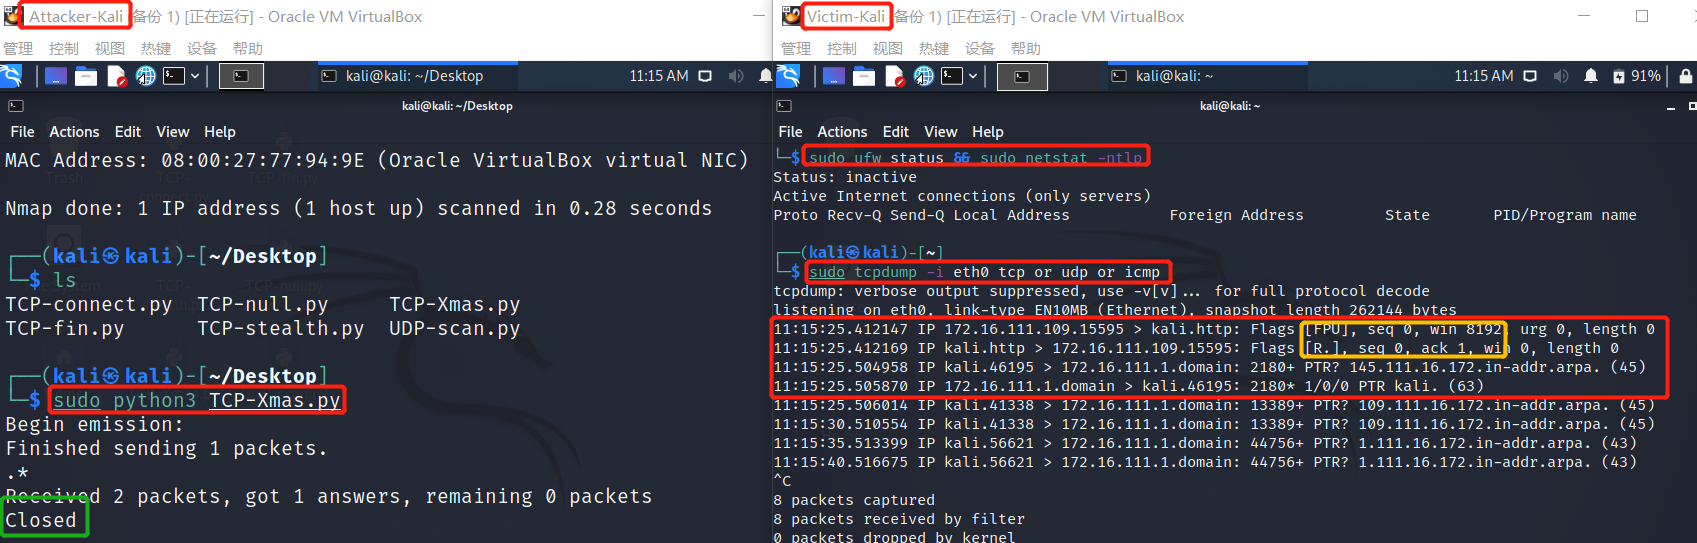 Attacker-Kali 备份 1) [正在运行] - Oracle VM VirtualBox
管理 控制 视图 热键 设备 帮助
kali@kali: ~/Desktop 11:15 AM
kali@kali: ~/Desktop
File Actions Edit View Help
MAC Address: 08:00:27:77:94:9E (Oracle VirtualBox virtual NIC)
Nmap done: 1 IP address (1 host up) scanned in 0.28 seconds
┌──(kali㉿kali)-[~/Desktop]
└─$ ls
TCP-connect.py TCP-null.py TCP-Xmas.py
TCP-fin.py TCP-stealth.py UDP-scan.py
┌──(kali㉿kali)-[~/Desktop]
└─$ sudo python3 TCP-Xmas.py
Begin emission:
Finished sending 1 packets.
.*
Received 2 packets, got 1 answers, remaining 0 packets
Closed
Victim-Kali 备份 1) [正在运行] - Oracle VM VirtualBox
管理 控制 视图 热键 设备 帮助
kali@kali: ~ 11:15 AM 91%
kali@kali: ~
File Actions Edit View Help
└─$ sudo ufw status && sudo netstat -ntlp
Status: inactive
Active Internet connections (only servers)
Proto Recv-Q Send-Q Local Address Foreign Address State PID/Program name
┌──(kali㉿kali)-[~]
└─$ sudo tcpdump -i eth0 tcp or udp or icmp
tcpdump: verbose output suppressed, use -v[v]... for full protocol decode
listening on eth0, link-type EN10MB (Ethernet), snapshot length 262144 bytes
11:15:25.412147 IP 172.16.111.109.15595 > kali.http: Flags [FPU], seq 0, win 8192, urg 0, length 0
11:15:25.412169 IP kali.http > 172.16.111.109.15595: Flags [R.], seq 0, ack 1, win 0, length 0
11:15:25.504958 IP kali.46195 > 172.16.111.1.domain: 2180+ PTR? 145.111.16.172.in-addr.arpa. (45)
11:15:25.505870 IP 172.16.111.1.domain > kali.46195: 2180* 1/0/0 PTR kali. (63)
11:15:25.506014 IP kali.41338 > 172.16.111.1.domain: 13389+ PTR? 109.111.16.172.in-addr.arpa. (45)
11:15:30.510554 IP kali.41338 > 172.16.111.1.domain: 13389+ PTR? 109.111.16.172.in-addr.arpa. (45)
11:15:35.513399 IP kali.56621 > 172.16.111.1.domain: 44756+ PTR? 1.111.16.172.in-addr.arpa. (43)
11:15:40.516675 IP kali.56621 > 172.16.111.1.domain: 44756+ PTR? 1.111.16.172.in-addr.arpa. (43)
^C
8 packets captured
8 packets received by filter
0 packets dropped by kernel